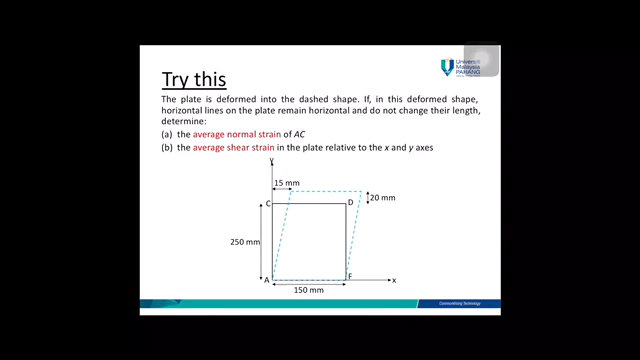 Universiti
Malaysia
PAHANG
Try this
The plate is deformed into the dashed shape. If, in this deformed shape,
horizontal lines on the plate remain horizontal and do not change their length,
determine:
(a) the average normal strain of AC
(b) the average shear strain in the plate relative to the x and y axes
y
15 mm
20 mm
C
D
250 mm
A
F
x
150 mm
Communitising Technology